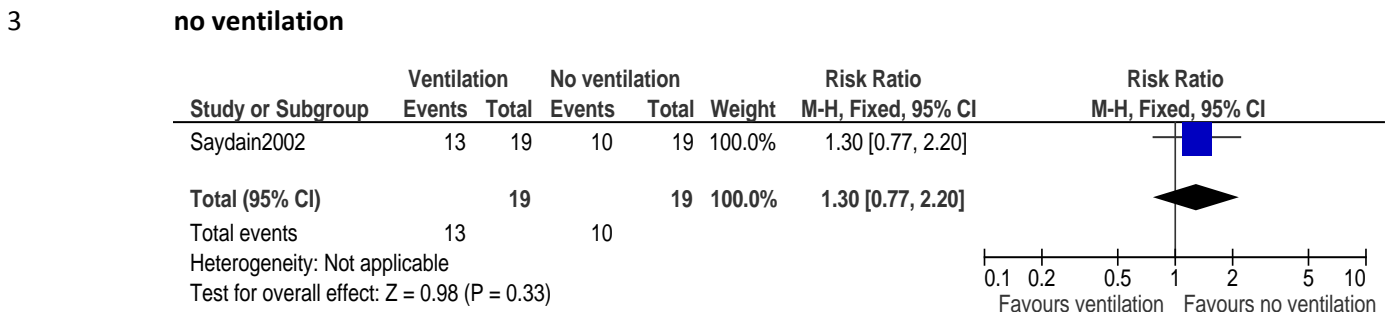 3 no ventilation
Ventilation No ventilation Risk Ratio Risk Ratio
Study or Subgroup Events Total Events Total Weight M-H, Fixed, 95% CI M-H, Fixed, 95% CI
Saydain2002 13 19 10 19 100.0% 1.30 [0.77, 2.20]
Total (95% CI) 19 19 100.0% 1.30 [0.77, 2.20]
Total events 13 10
Heterogeneity: Not applicable
Test for overall effect: Z = 0.98 (P = 0.33)
0.1 0.2 0.5 1 2 5 10
Favours ventilation Favours no ventilation